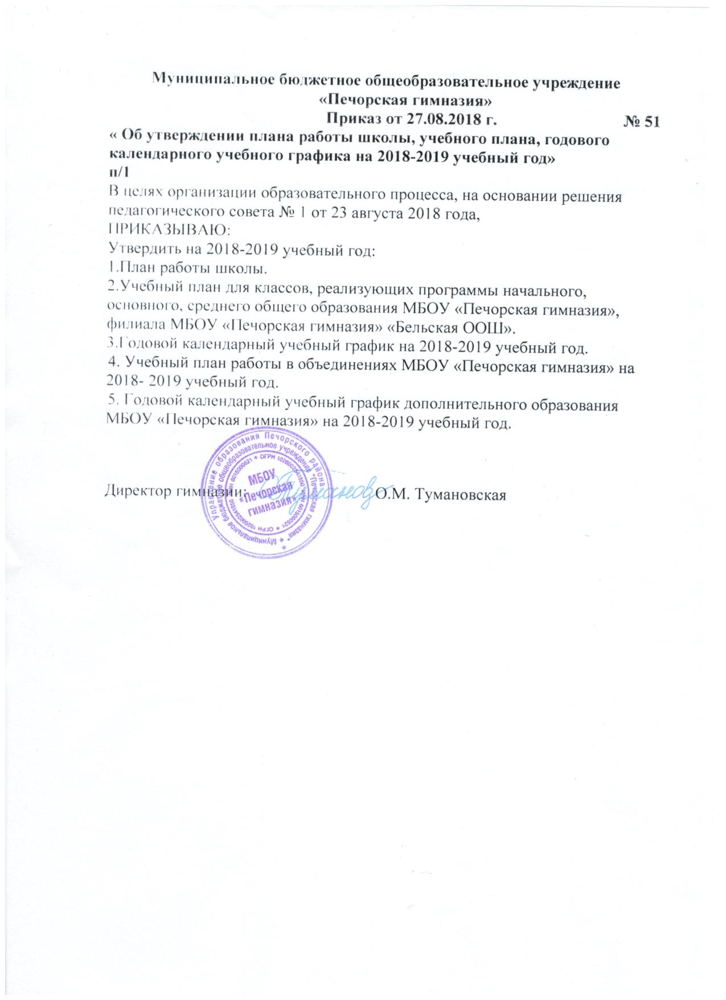 Муниципальное бюджетное общеобразовательное учреждение
«Печорская гимназия»
Приказ от 27.08.2018 г. № 51
« Об утверждении плана работы школы, учебного плана, годового
календарного учебного графика на 2018-2019 учебный год»
п/1
В целях организации образовательного процесса, на основании решения
педагогического совета № 1 от 23 августа 2018 года,
ПРИКАЗЫВАЮ:
Утвердить на 2018-2019 учебный год:
1.План работы школы.
2.Учебный план для классов, реализующих программы начального,
основного, среднего общего образования МБОУ «Печорская гимназия»,
филиала МБОУ «Печорская гимназия» «Бельская ООШ».
3.Годовой календарный учебный график на 2018-2019 учебный год.
4. Учебный план работы в объединениях МБОУ «Печорская гимназия» на
2018- 2019 учебный год.
5. Годовой календарный учебный график дополнительного образования
МБОУ «Печорская гимназия» на 2018-2019 учебный год.
Директор гимназии: О.М. Тумановская
Управление образования Печорского района
Муниципальное бюджетное общеобразовательное учреждение "Печорская гимназия"
ОГРН 1026002541850 ИНН 6015000621 * ОГРН 1026002541850 ИНН 6015000621 *
МБОУ
«Печорская
гимназия»